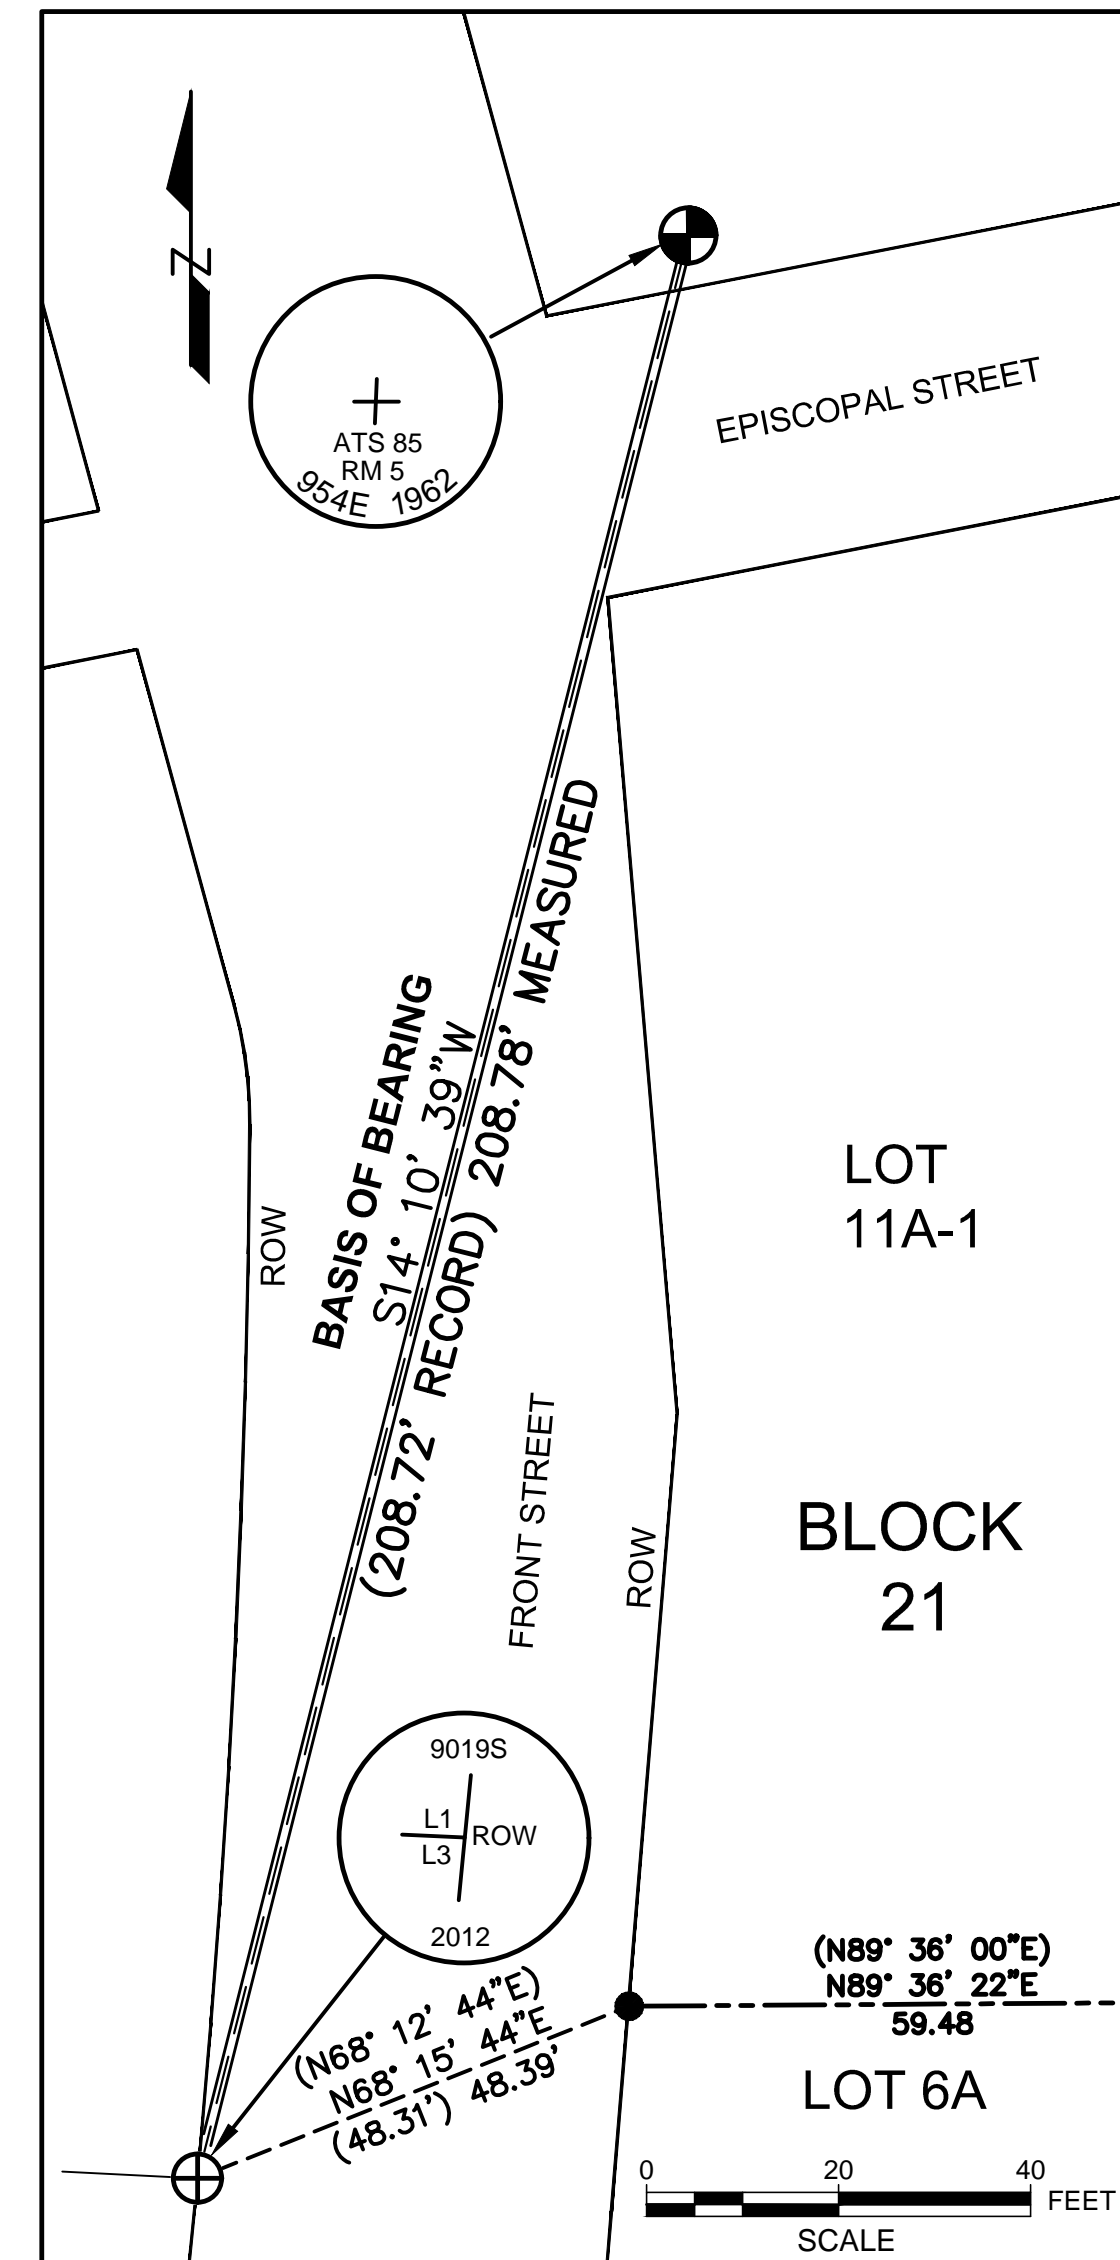 N
ATS 85
RM 5
954E 1962
EPISCOPAL STREET
BASIS OF BEARING
S14° 10' 39"W
(208.72' RECORD) 208.78' MEASURED
ROW
LOT
11A-1
FRONT STREET
ROW
BLOCK
21
9019S
L1
L3
ROW
2012
(N68° 12' 44"E)
N68° 15' 44"E
(48.31') 48.39'
(N89° 36' 00"E)
N89° 36' 22"E
59.48
LOT 6A
0 20 40
FEET
SCALE